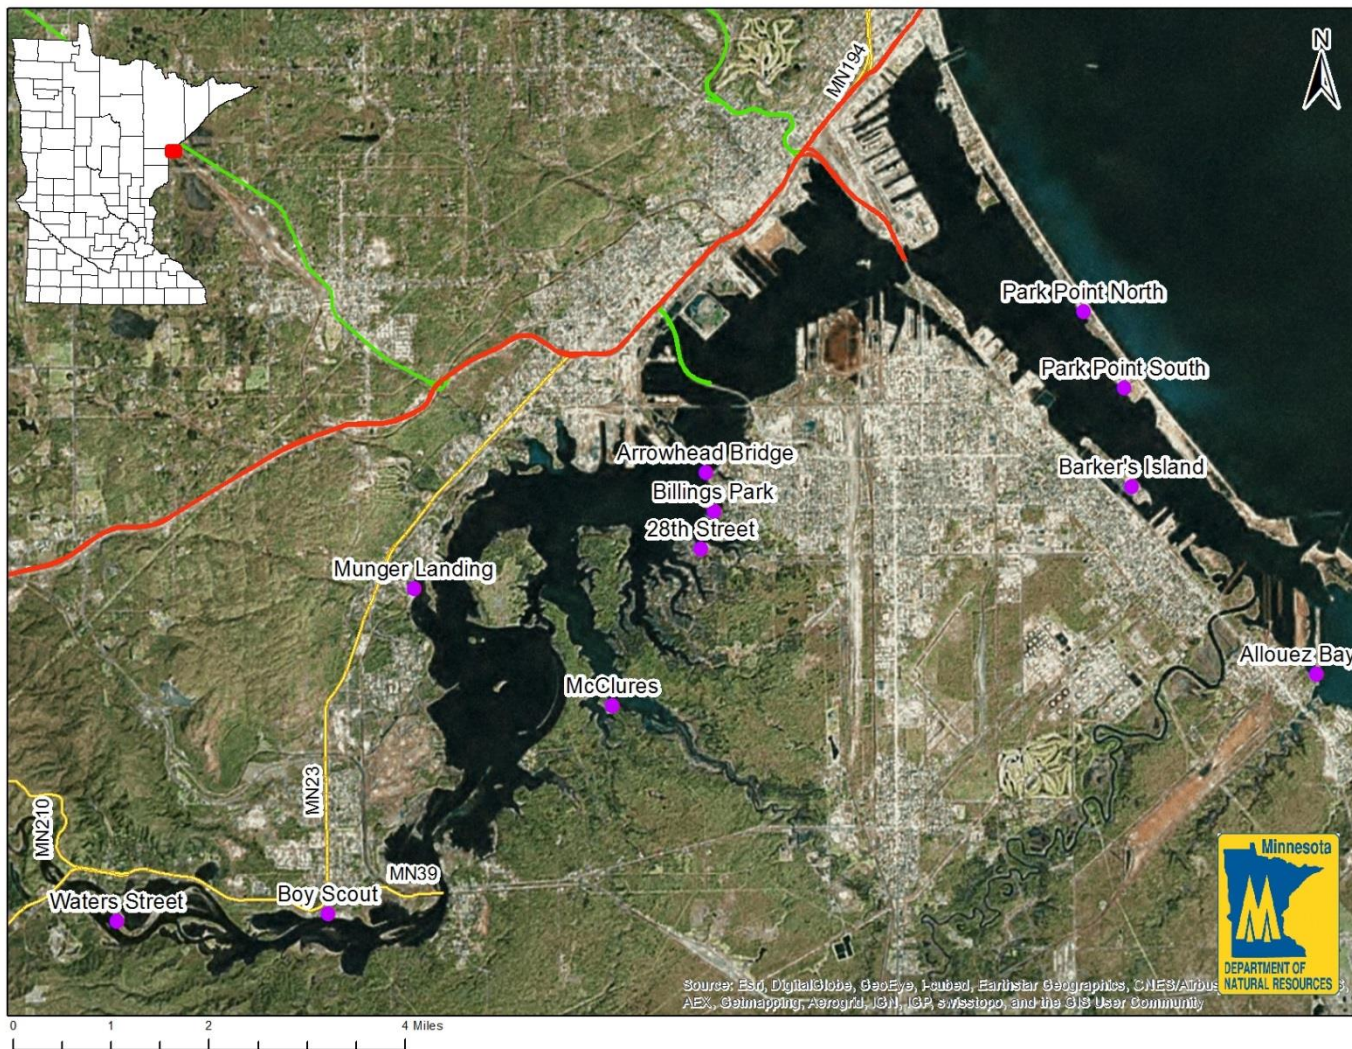 N
MN194
Park Point North
Park Point South
Arrowhead Bridge
Barker's Island
Billings Park
28th Street
Munger Landing
Allouez Bay
McClures
MN23
MN210
MN39
Waters Street
Boy Scout
Minnesota
DEPARTMENT OF
NATURAL RESOURCES
Source: Esri, DigitalGlobe, GeoEye, i-cubed, Earthstar Geographics, CNES/Airbus
AEX, Getmapping, Aerogrid, IGN, IGP, swisstopo, and the GIS User Community
0 1 2 4 Miles